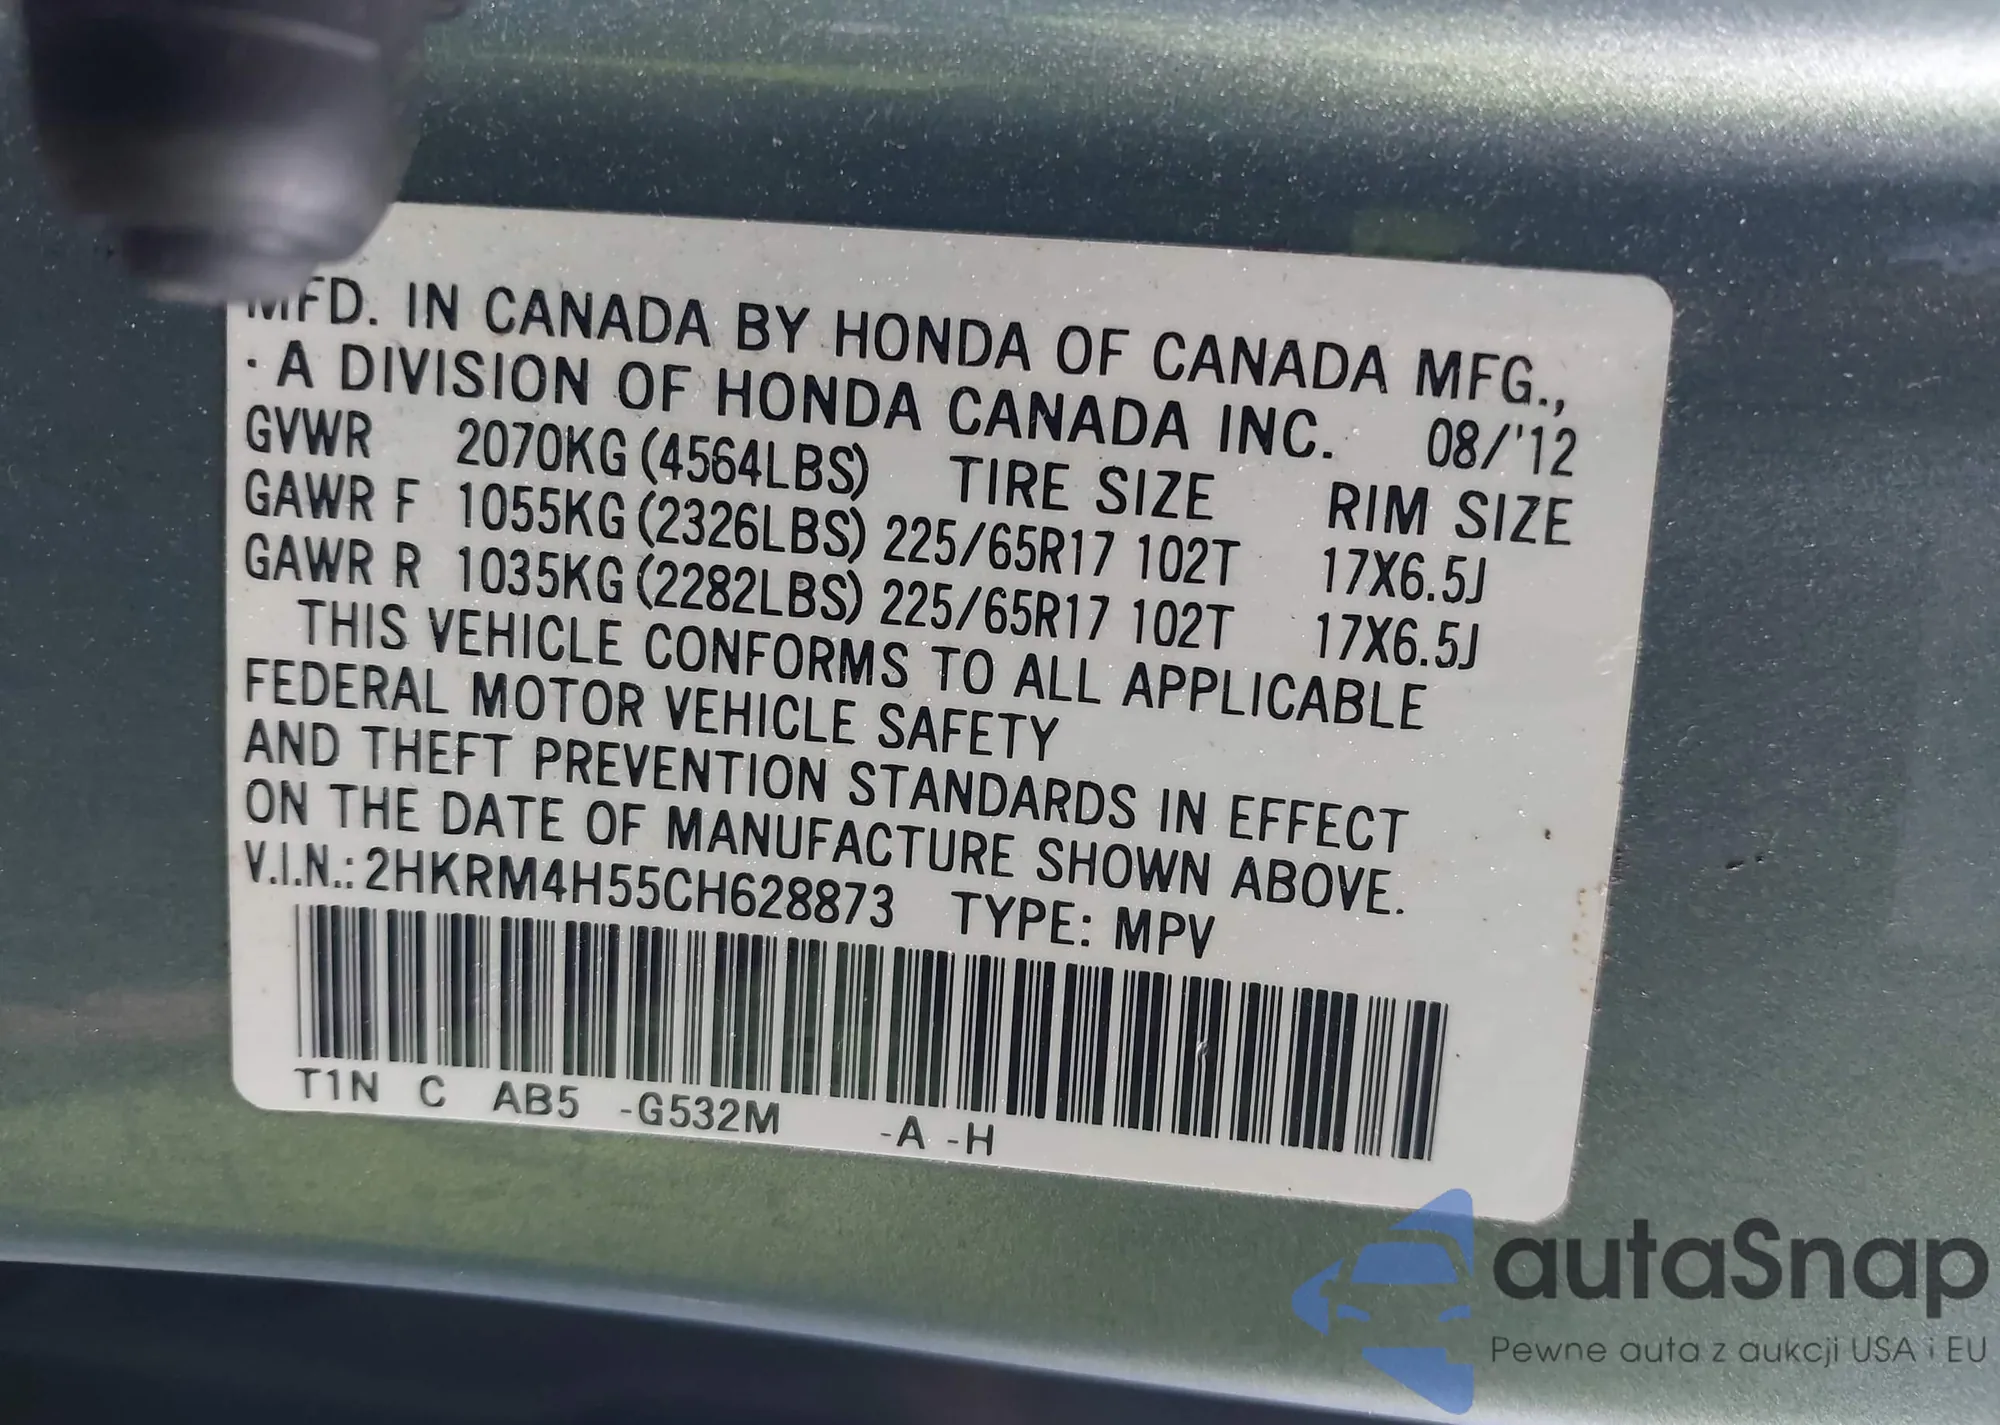 MFD. IN CANADA BY HONDA OF CANADA MFG.,
· A DIVISION OF HONDA CANADA INC. 08/'12
GVWR 2070KG (4564LBS) TIRE SIZE RIM SIZE
GAWR F 1055KG (2326LBS) 225/65R17 102T 17X6.5J
GAWR R 1035KG (2282LBS) 225/65R17 102T 17X6.5J
THIS VEHICLE CONFORMS TO ALL APPLICABLE
FEDERAL MOTOR VEHICLE SAFETY
AND THEFT PREVENTION STANDARDS IN EFFECT
ON THE DATE OF MANUFACTURE SHOWN ABOVE.
V.I.N.: 2HKRM4H55CH628873 TYPE: MPV
T1N C AB5 -G532M -A -H
autaSnap
Pewne auta z aukcji USA i EU